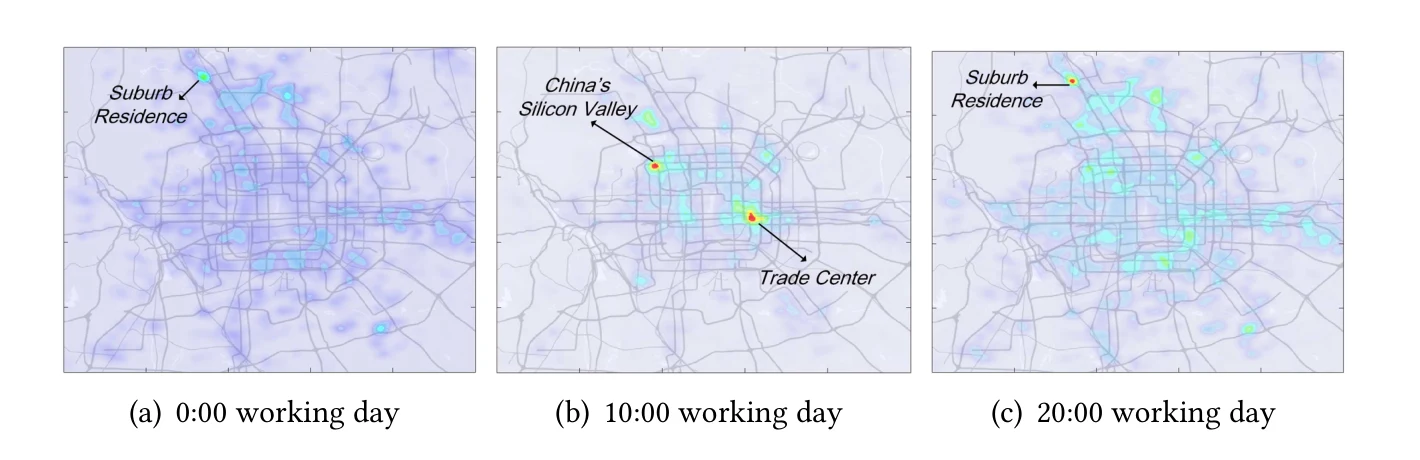 Suburb
Residence
China's
Silicon Valley
Trade Center
Suburb
Residence
(a) 0:00 working day
(b) 10:00 working day
(c) 20:00 working day